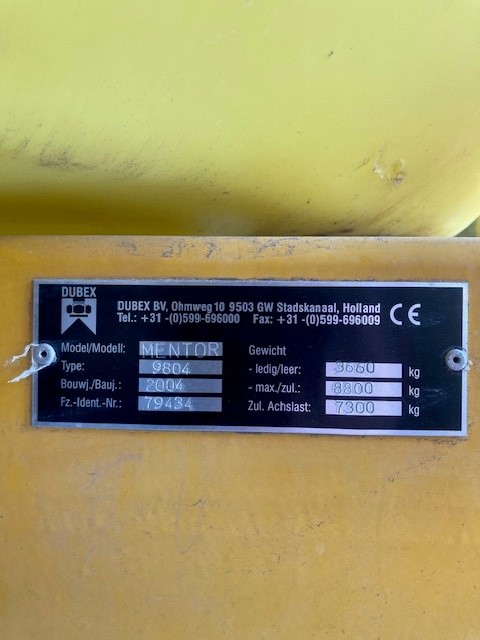 DUBEX
DUBEX BV, Ohmweg 10 9503 GW Stadskanaal, Holland
Tel.: +31 -(0)599-696000 Fax: +31 -(0)599-696009 CE
Model/Modell: MENTOR
Type: 9804
Bouwj./Bauj.: 2004
Fz.-Ident.-Nr.: 79434
Gewicht
- ledig/leer: 3660 kg
- max./zul.: 8800 kg
Zul. Achslast: 7300 kg